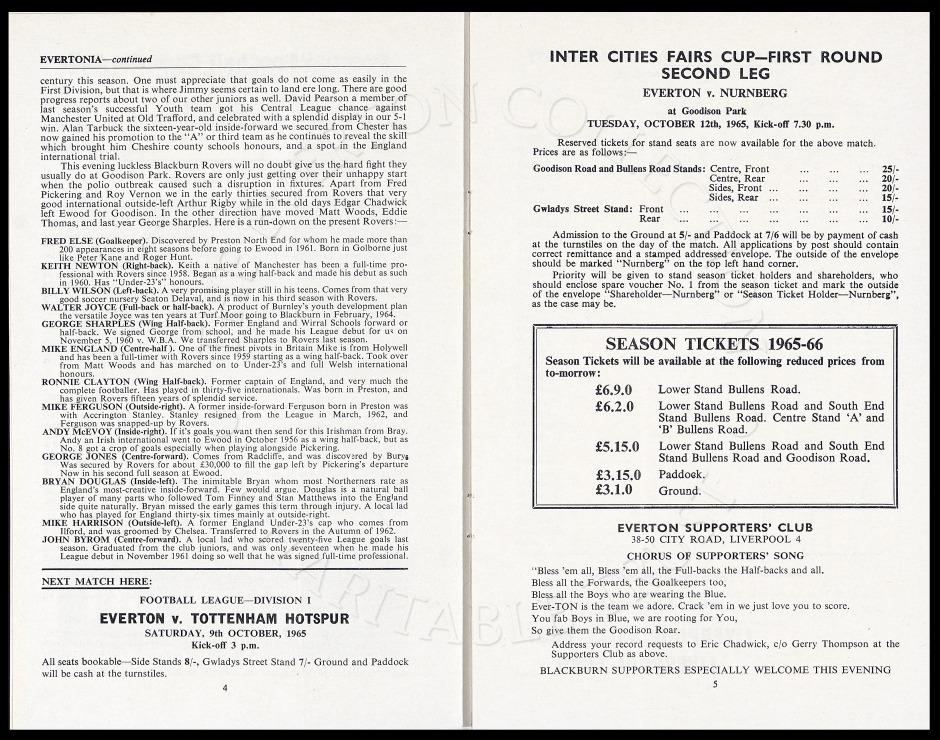 EVERTONIA—continued
century this season. One must appreciate that goals do not come as easily in the
First Division, but that is where Jimmy seems certain to land ere long. There are good
progress reports about two of our other juniors as well. David Pearson a member of
last season's successful Youth team got his Central League chance against
Manchester United at Old Trafford, and celebrated with a splendid display in our 5-1
win. Alan Tarbuck the sixteen-year-old inside-forward we secured from Chester has
now gained his promotion to the "A" or third team as he continues to reveal the skill
which brought him Cheshire county schools honours, and a spot in the England
international trial.
This evening luckless Blackburn Rovers will no doubt give us the hard fight they
usually do at Goodison Park. Rovers are only just getting over their unhappy start
when the polio outbreak caused such a disruption in fixtures. Apart from Fred
Pickering and Roy Vernon we in the early thirties secured from Rovers that very
good international outside-left Arthur Rigby while in the old days Edgar Chadwick
left Ewood for Goodison. In the other direction have moved Matt Woods, Eddie
Thomas, and last year George Sharples. Here is a run-down on the present Rovers:—
FRED ELSE (Goalkeeper). Discovered by Preston North End for whom he made more than
200 appearances in eight seasons before going to Ewood in 1961. Born in Golborne just
like Peter Kane and Roger Hunt.
KEITH NEWTON (Right-back). Keith a native of Manchester has been a full-time pro-
fessional with Rovers since 1958. Began as a wing half-back and made his debut as such
in 1960. Has "Under-23's" honours.
BILLY WILSON (Left-back). A very promising player still in his teens. Comes from that very
good soccer nursery Seaton Delaval, and is now in his third season with Rovers.
WALTER JOYCE (Full-back or half-back). A product of Burnley's youth development plan
the versatile Joyce was ten years at Turf Moor going to Blackburn in February, 1964.
GEORGE SHARPLES (Wing Half-back). Former England and Wirral Schools forward or
half-back. We signed George from school, and he made his League debut for us on
November 5, 1960 v. W.B.A. We transferred Sharples to Rovers last season.
MIKE ENGLAND (Centre-half ). One of the finest pivots in Britain Mike is from Holywell
and has been a full-timer with Rovers since 1959 starting as a wing half-back. Took over
from Matt Woods and has marched on to Under-23's and full Welsh international
honours.
RONNIE CLAYTON (Wing Half-back). Former captain of England, and very much the
complete footballer. Has played in thirty-five internationals. Was born in Preston, and
has given Rovers fifteen years of splendid service.
MIKE FERGUSON (Outside-right). A former inside-forward Ferguson born in Preston was
with Accrington Stanley. Stanley resigned from the League in March, 1962, and
Ferguson was snapped-up by Rovers.
ANDY McEVOY (Inside-right). If it's goals you want then send for this Irishman from Bray.
Andy an Irish international went to Ewood in October 1956 as a wing half-back, but as
No. 8 got a crop of goals especially when playing alongside Pickering.
GEORGE JONES (Centre-forward). Comes from Radcliffe, and was discovered by Bury.
Was secured by Rovers for about £30,000 to fill the gap left by Pickering's departure
Now in his second full season at Ewood.
BRYAN DOUGLAS (Inside-left). The inimitable Bryan whom most Northerners rate as
England's most-creative inside-forward. Few would argue. Douglas is a natural ball
player of many parts who followed Tom Finney and Stan Matthews into the England
side quite naturally. Bryan missed the early games this term through injury. A local lad
who has played for England thirty-six times mainly at outside-right.
MIKE HARRISON (Outside-left). A former England Under-23's cap who comes from
Ilford, and was groomed by Chelsea. Transferred to Rovers in the Autumn of 1962.
JOHN BYROM (Centre-forward). A local lad who scored twenty-five League goals last
season. Graduated from the club juniors, and was only seventeen when he made his
League debut in November 1961 doing so well that he was signed full-time professional.
NEXT MATCH HERE:
FOOTBALL LEAGUE—DIVISION I
EVERTON v. TOTTENHAM HOTSPUR
SATURDAY, 9th OCTOBER, 1965
Kick-off 3 p.m.
All seats bookable—Side Stands 8/-, Gwladys Street Stand 7/- Ground and Paddock
will be cash at the turnstiles.
4
INTER CITIES FAIRS CUP—FIRST ROUND
SECOND LEG
EVERTON v. NURNBERG
at Goodison Park
TUESDAY, OCTOBER 12th, 1965, Kick-off 7.30 p.m.
Reserved tickets for stand seats are now available for the above match.
Prices are as follows:—
Goodison Road and Bullens Road Stands: Centre, Front ... ... ... 25/-
Centre, Rear ... ... ... 20/-
Sides, Front ... ... ... 20/-
Sides, Rear ... ... ... 15/-
Gwladys Street Stand: Front ... ... ... ... ... ... ... 15/-
Rear ... ... ... ... ... ... ... 10/-
Admission to the Ground at 5/- and Paddock at 7/6 will be by payment of cash
at the turnstiles on the day of the match. All applications by post should contain
correct remittance and a stamped addressed envelope. The outside of the envelope
should be marked "Nurnberg" on the top left hand corner.
Priority will be given to stand season ticket holders and shareholders, who
should enclose spare voucher No. 1 from the season ticket and mark the outside
of the envelope "Shareholder—Nurnberg" or "Season Ticket Holder—Nurnberg",
as the case may be.
SEASON TICKETS 1965-66
Season Tickets will be available at the following reduced prices from
to-morrow:
£6.9.0 Lower Stand Bullens Road.
£6.2.0 Lower Stand Bullens Road and South End
Stand Bullens Road. Centre Stand 'A' and
'B' Bullens Road.
£5.15.0 Lower Stand Bullens Road and South End
Stand Bullens Road and Goodison Road.
£3.15.0 Paddock.
£3.1.0 Ground.
EVERTON SUPPORTERS' CLUB
38-50 CITY ROAD, LIVERPOOL 4
CHORUS OF SUPPORTERS' SONG
"Bless 'em all, Bless 'em all, the Full-backs the Half-backs and all.
Bless all the Forwards, the Goalkeepers too,
Bless all the Boys who are wearing the Blue.
Ever-TON is the team we adore. Crack 'em in we just love you to score.
You fab Boys in Blue, we are rooting for You,
So give them the Goodison Roar.
Address your record requests to Eric Chadwick, c/o Gerry Thompson at the
Supporters Club as above.
BLACKBURN SUPPORTERS ESPECIALLY WELCOME THIS EVENING
5